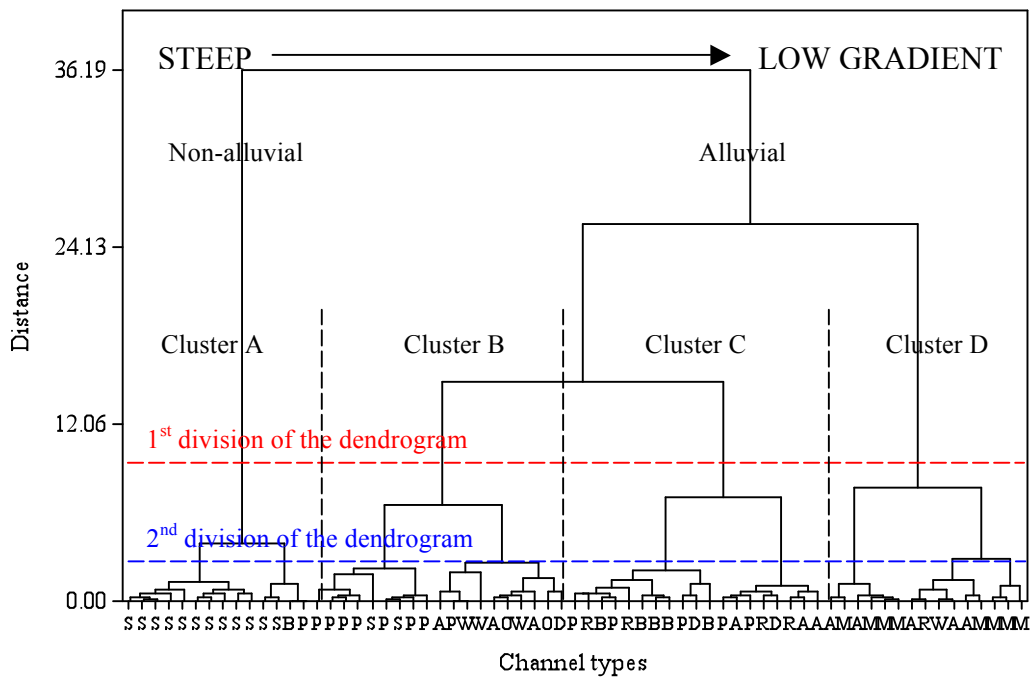 STEEP LOW GRADIENT
36.19
Non-alluvial Alluvial
24.13
Distance
Cluster A Cluster B Cluster C Cluster D
12.06
1st division of the dendrogram
2nd division of the dendrogram
0.00
SSSSSSSSSSSSBPPPPPSPSPPAPWWAOWAODPRBPRBBBPDBPAPRDRAAAMAMMMARWAAMMMM
Channel types